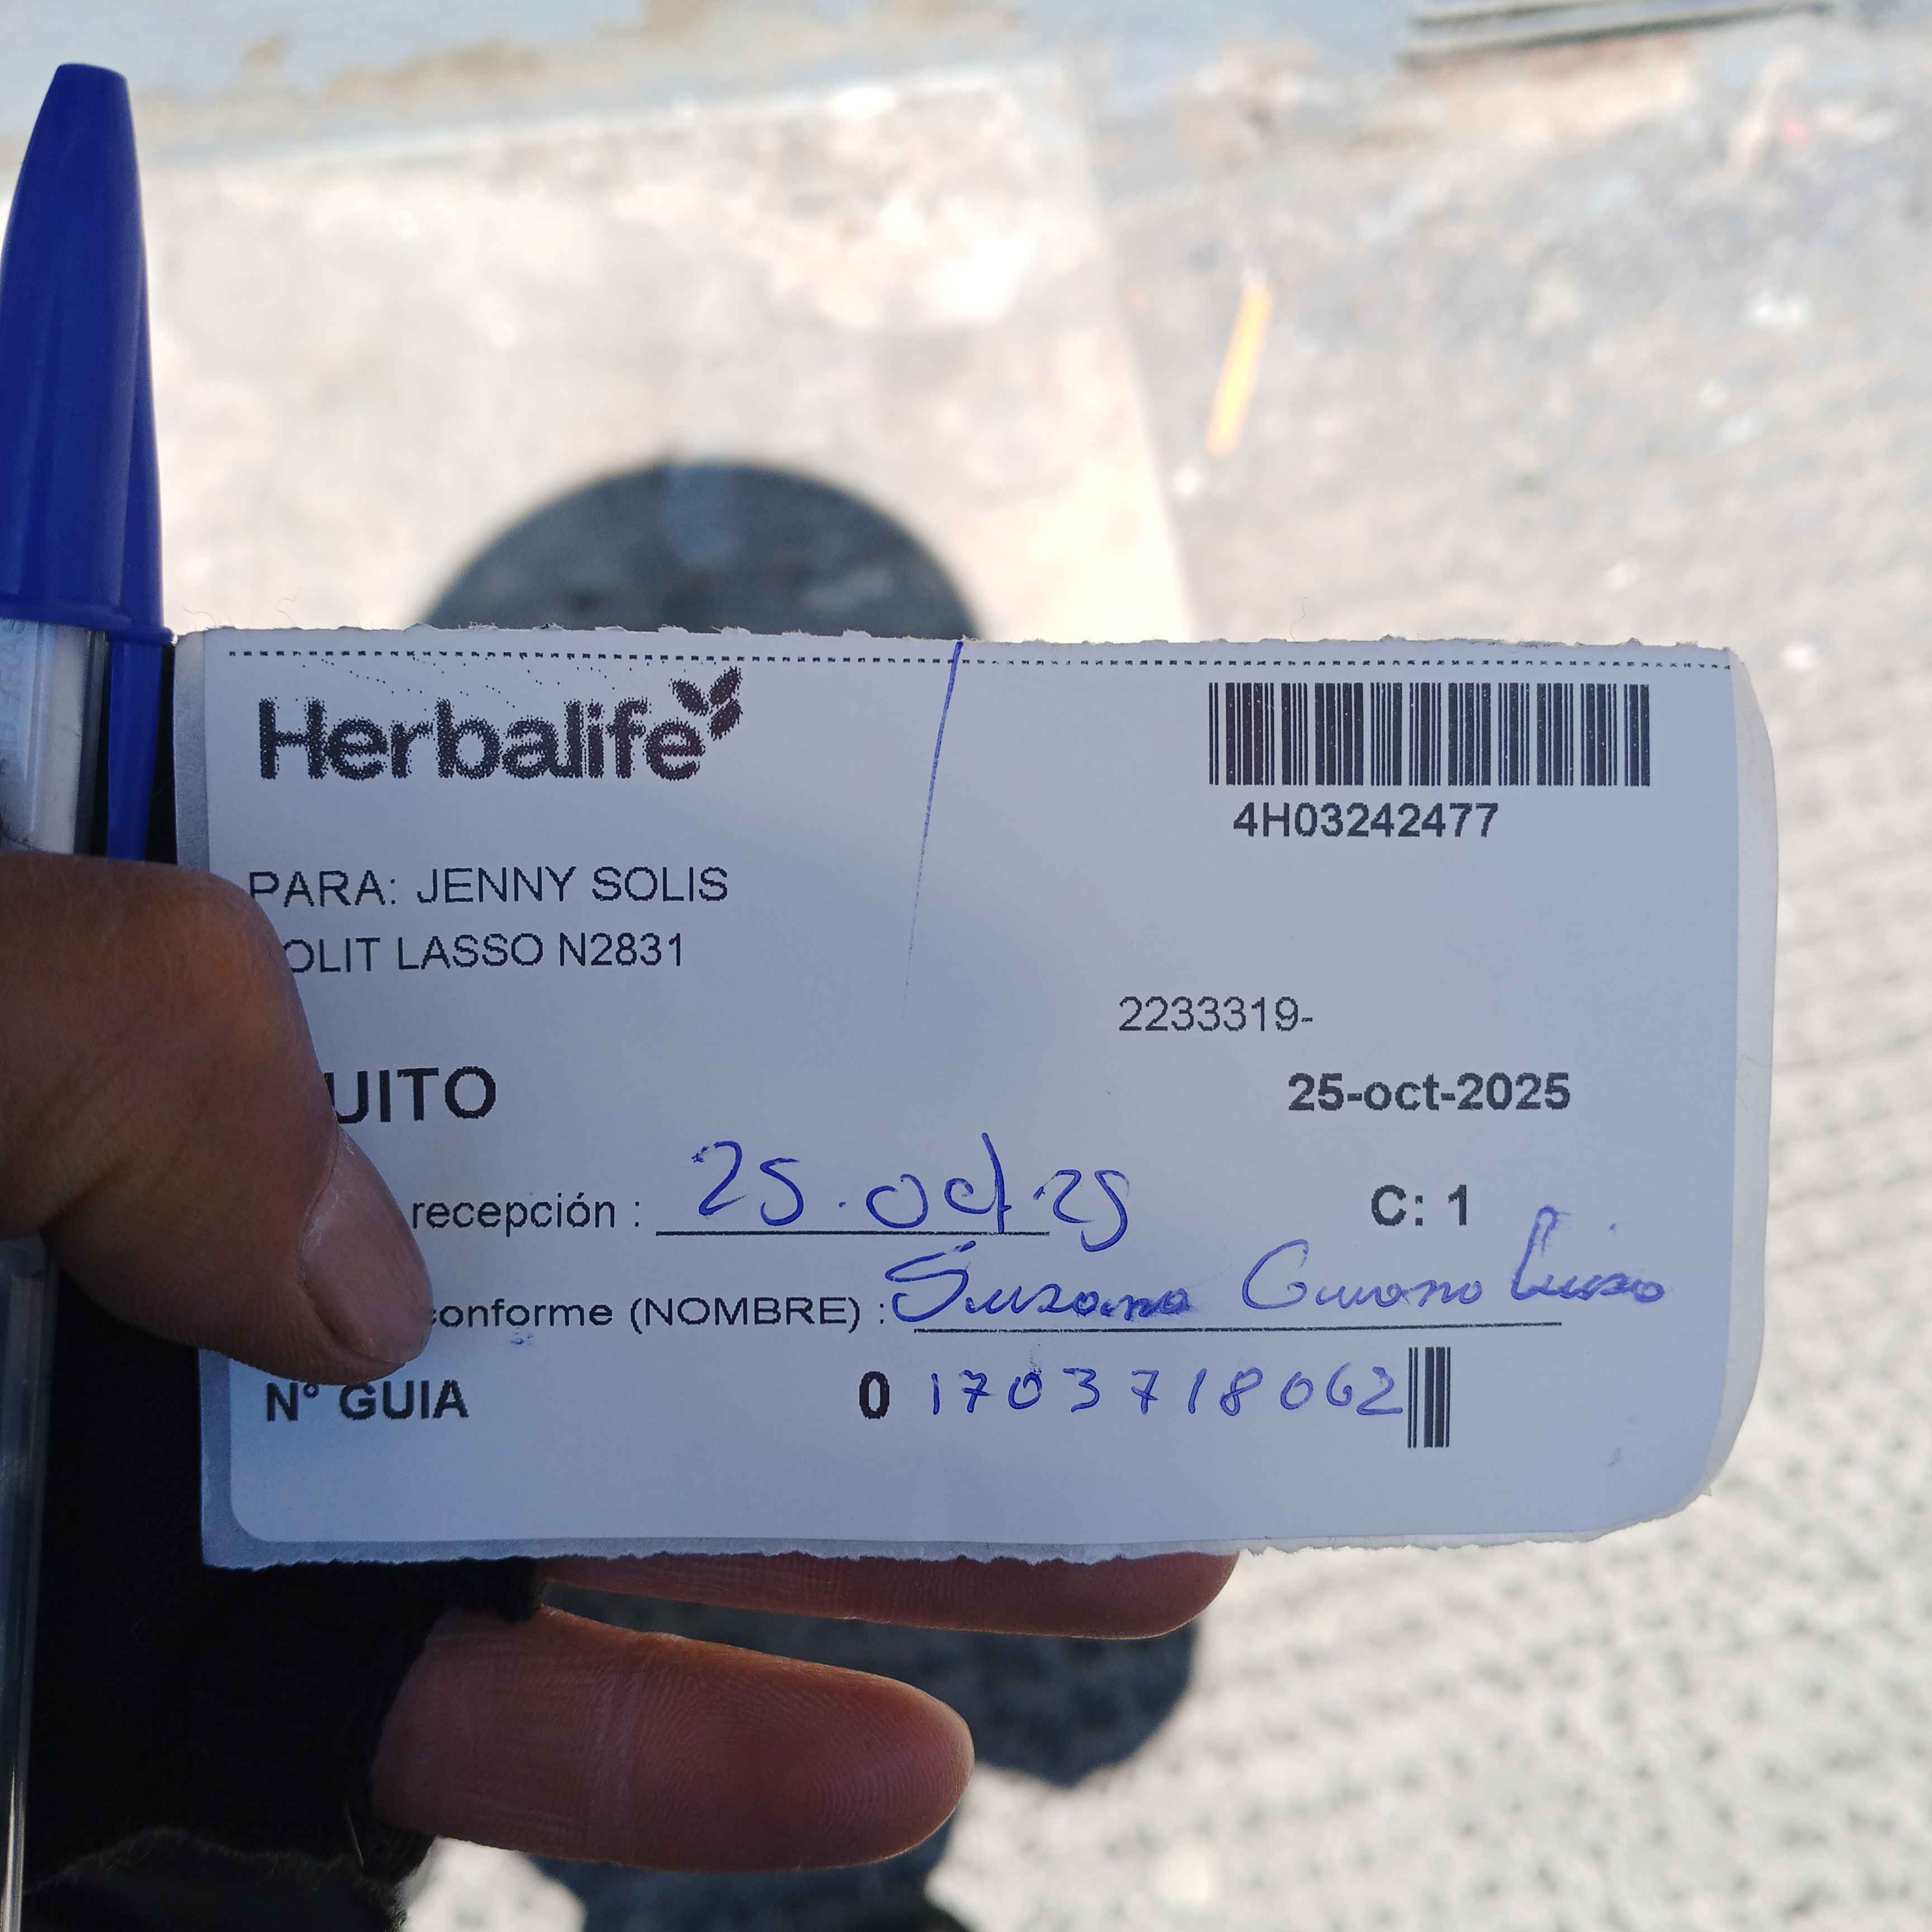 Herbalife
4H03242477
PARA: JENNY SOLIS
OLIT LASSO N2831
2233319-
UITO
25-oct-2025
recepción : 25.oct.25
C: 1
conforme (NOMBRE) : Susana
N° GUIA 0 1703718062